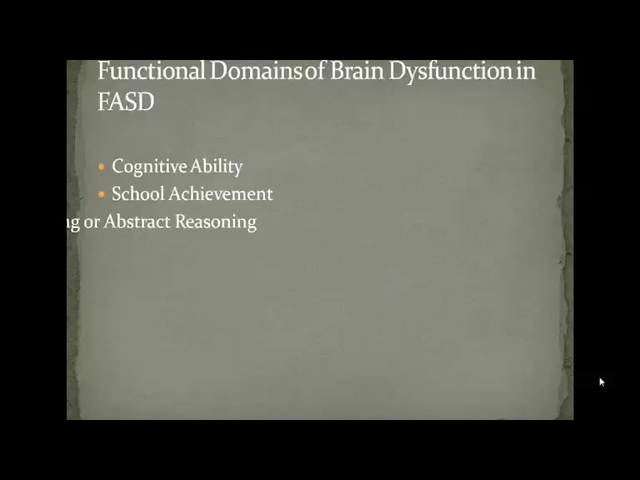 Functional Domains of Brain Dysfunction in
FASD
Cognitive Ability
School Achievement
or Abstract Reasoning